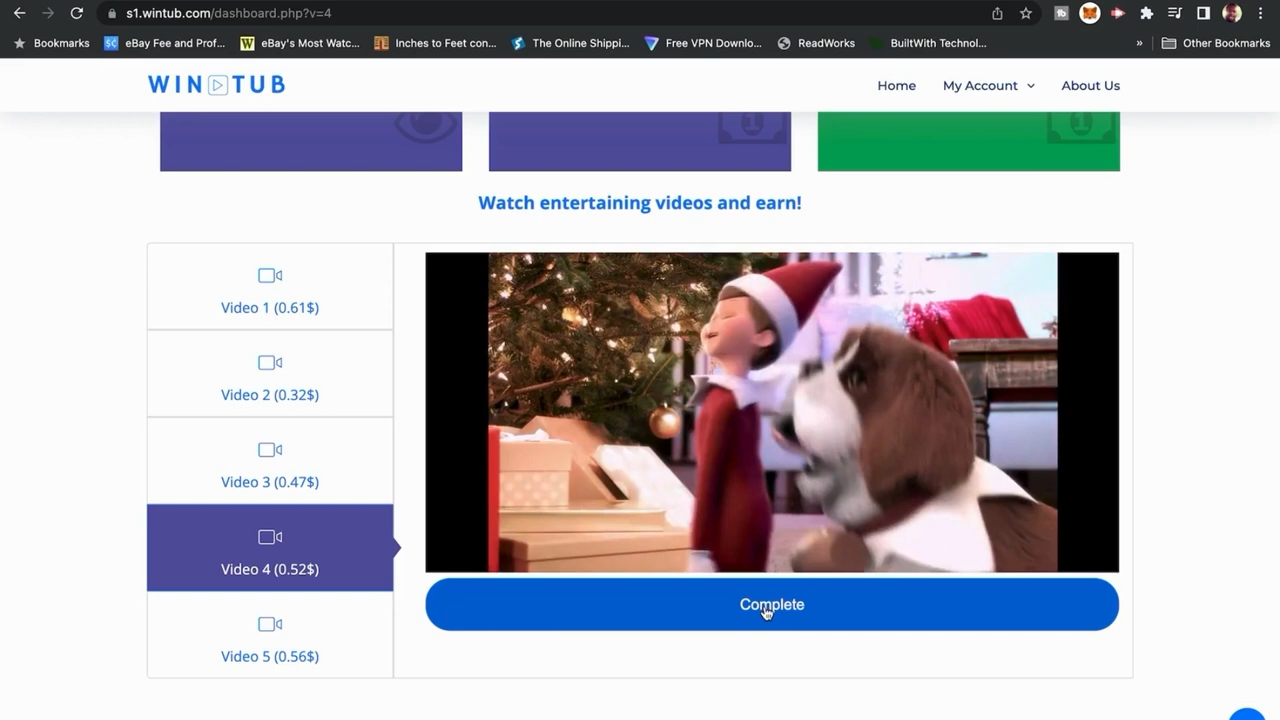 s1.wintub.com/dashboard.php?v=4
Bookmarks
eBay Fee and Prof...
eBay's Most Watc...
Inches to Feet con...
The Online Shippi...
Free VPN Downlo...
ReadWorks
BuiltWith Technol...
»
Other Bookmarks
WIN TUB
Home
My Account
About Us
Watch entertaining videos and earn!
Video 1 (0.61$)
Video 2 (0.32$)
Video 3 (0.47$)
Video 4 (0.52$)
Video 5 (0.56$)
Complete